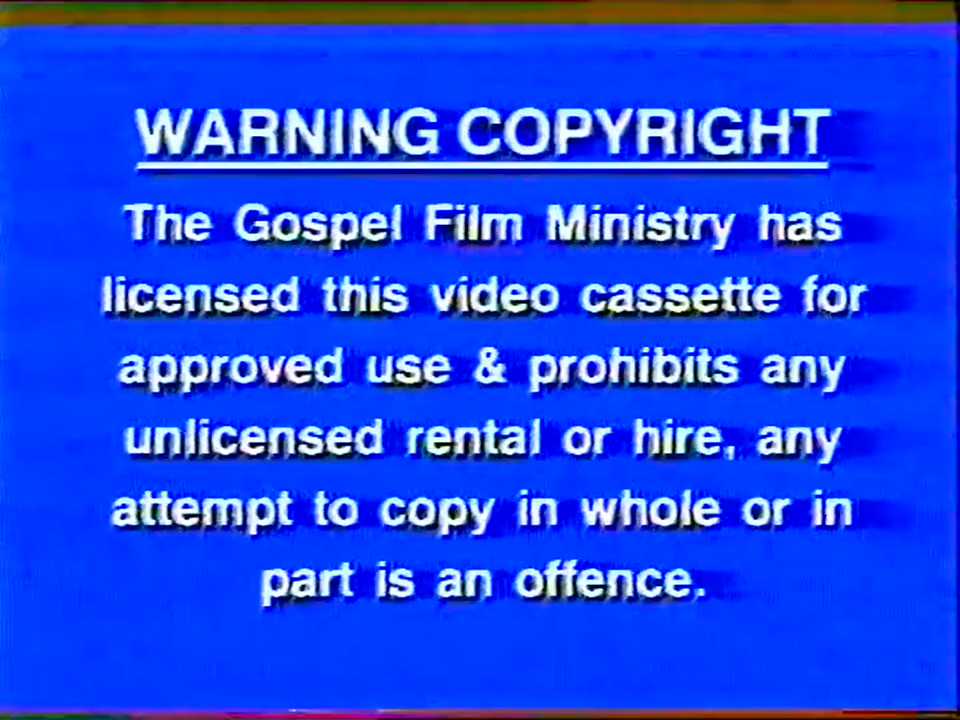 WARNING COPYRIGHT
The Gospel Film Ministry has
licensed this video cassette for
approved use & prohibits any
unlicensed rental or hire, any
attempt to copy in whole or in
part is an offence.